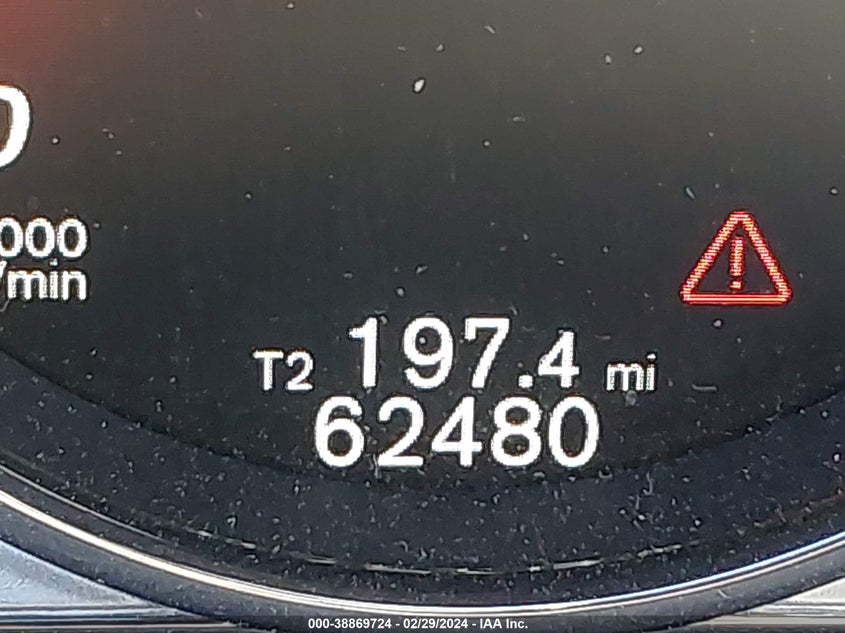 000
/min
T2 197.4 mi
62480
000-38869724 - 02/29/2024 - IAA Inc.